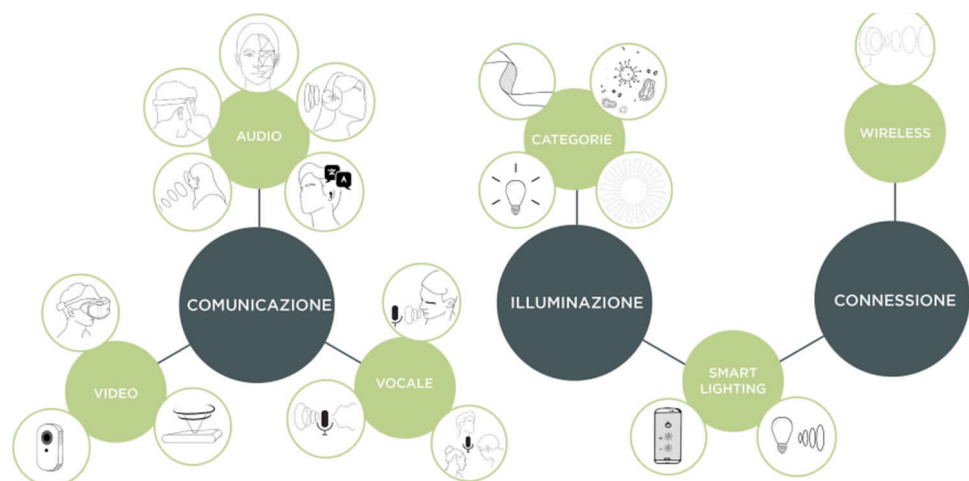 AUDIO
CATEGORIE
WIRELESS
COMUNICAZIONE
ILLUMINAZIONE
CONNESSIONE
VIDEO
VOCALE
SMART
LIGHTING